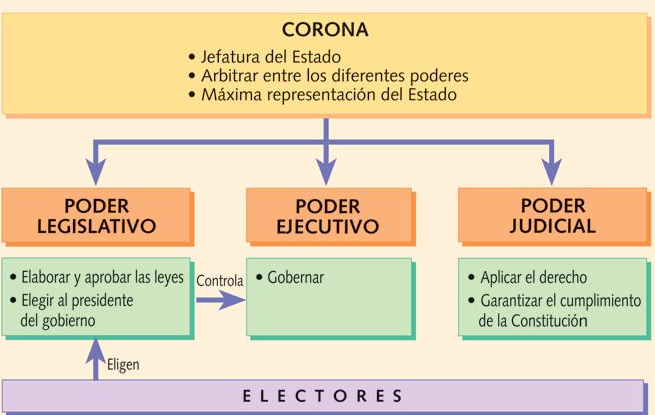 CORONA
• Jefatura del Estado
• Arbitrar entre los diferentes poderes
• Máxima representación del Estado
PODER
LEGISLATIVO
PODER
EJECUTIVO
PODER
JUDICIAL
• Elaborar y aprobar las leyes
• Elegir al presidente
del gobierno
Controla
• Gobernar
• Aplicar el derecho
• Garantizar el cumplimiento
de la Constitución
Eligen
ELECTORES